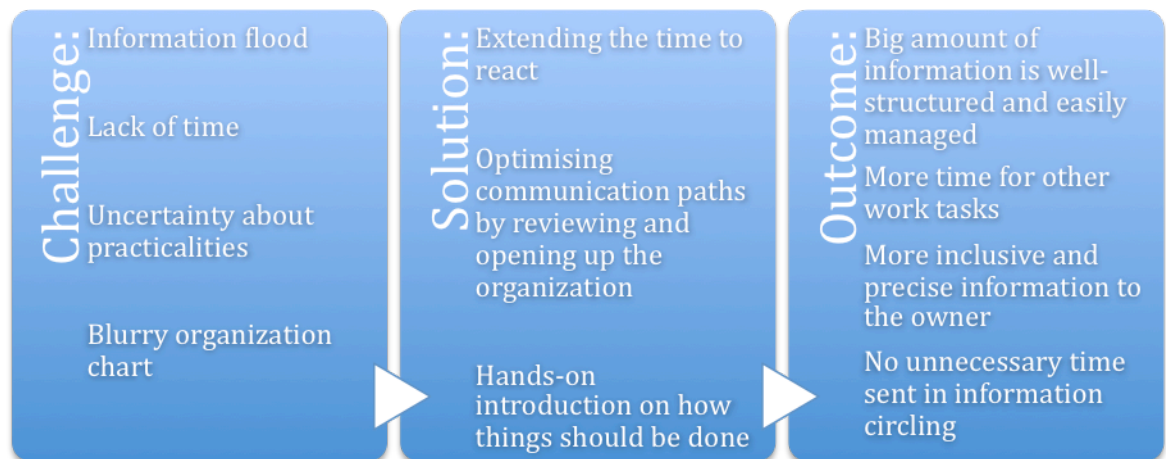 Challenge:
Information flood
Lack of time
Uncertainty about
practicalities
Blurry organization
chart
Solution:
Extending the time to
react
Optimising
communication paths
by reviewing and
opening up the
organization
Hands-on
introduction on how
things should be done
Outcome:
Big amount of
information is well-
structured and easily
managed
More time for other
work tasks
More inclusive and
precise information to
the owner
No unnecessary time
sent in information
circling